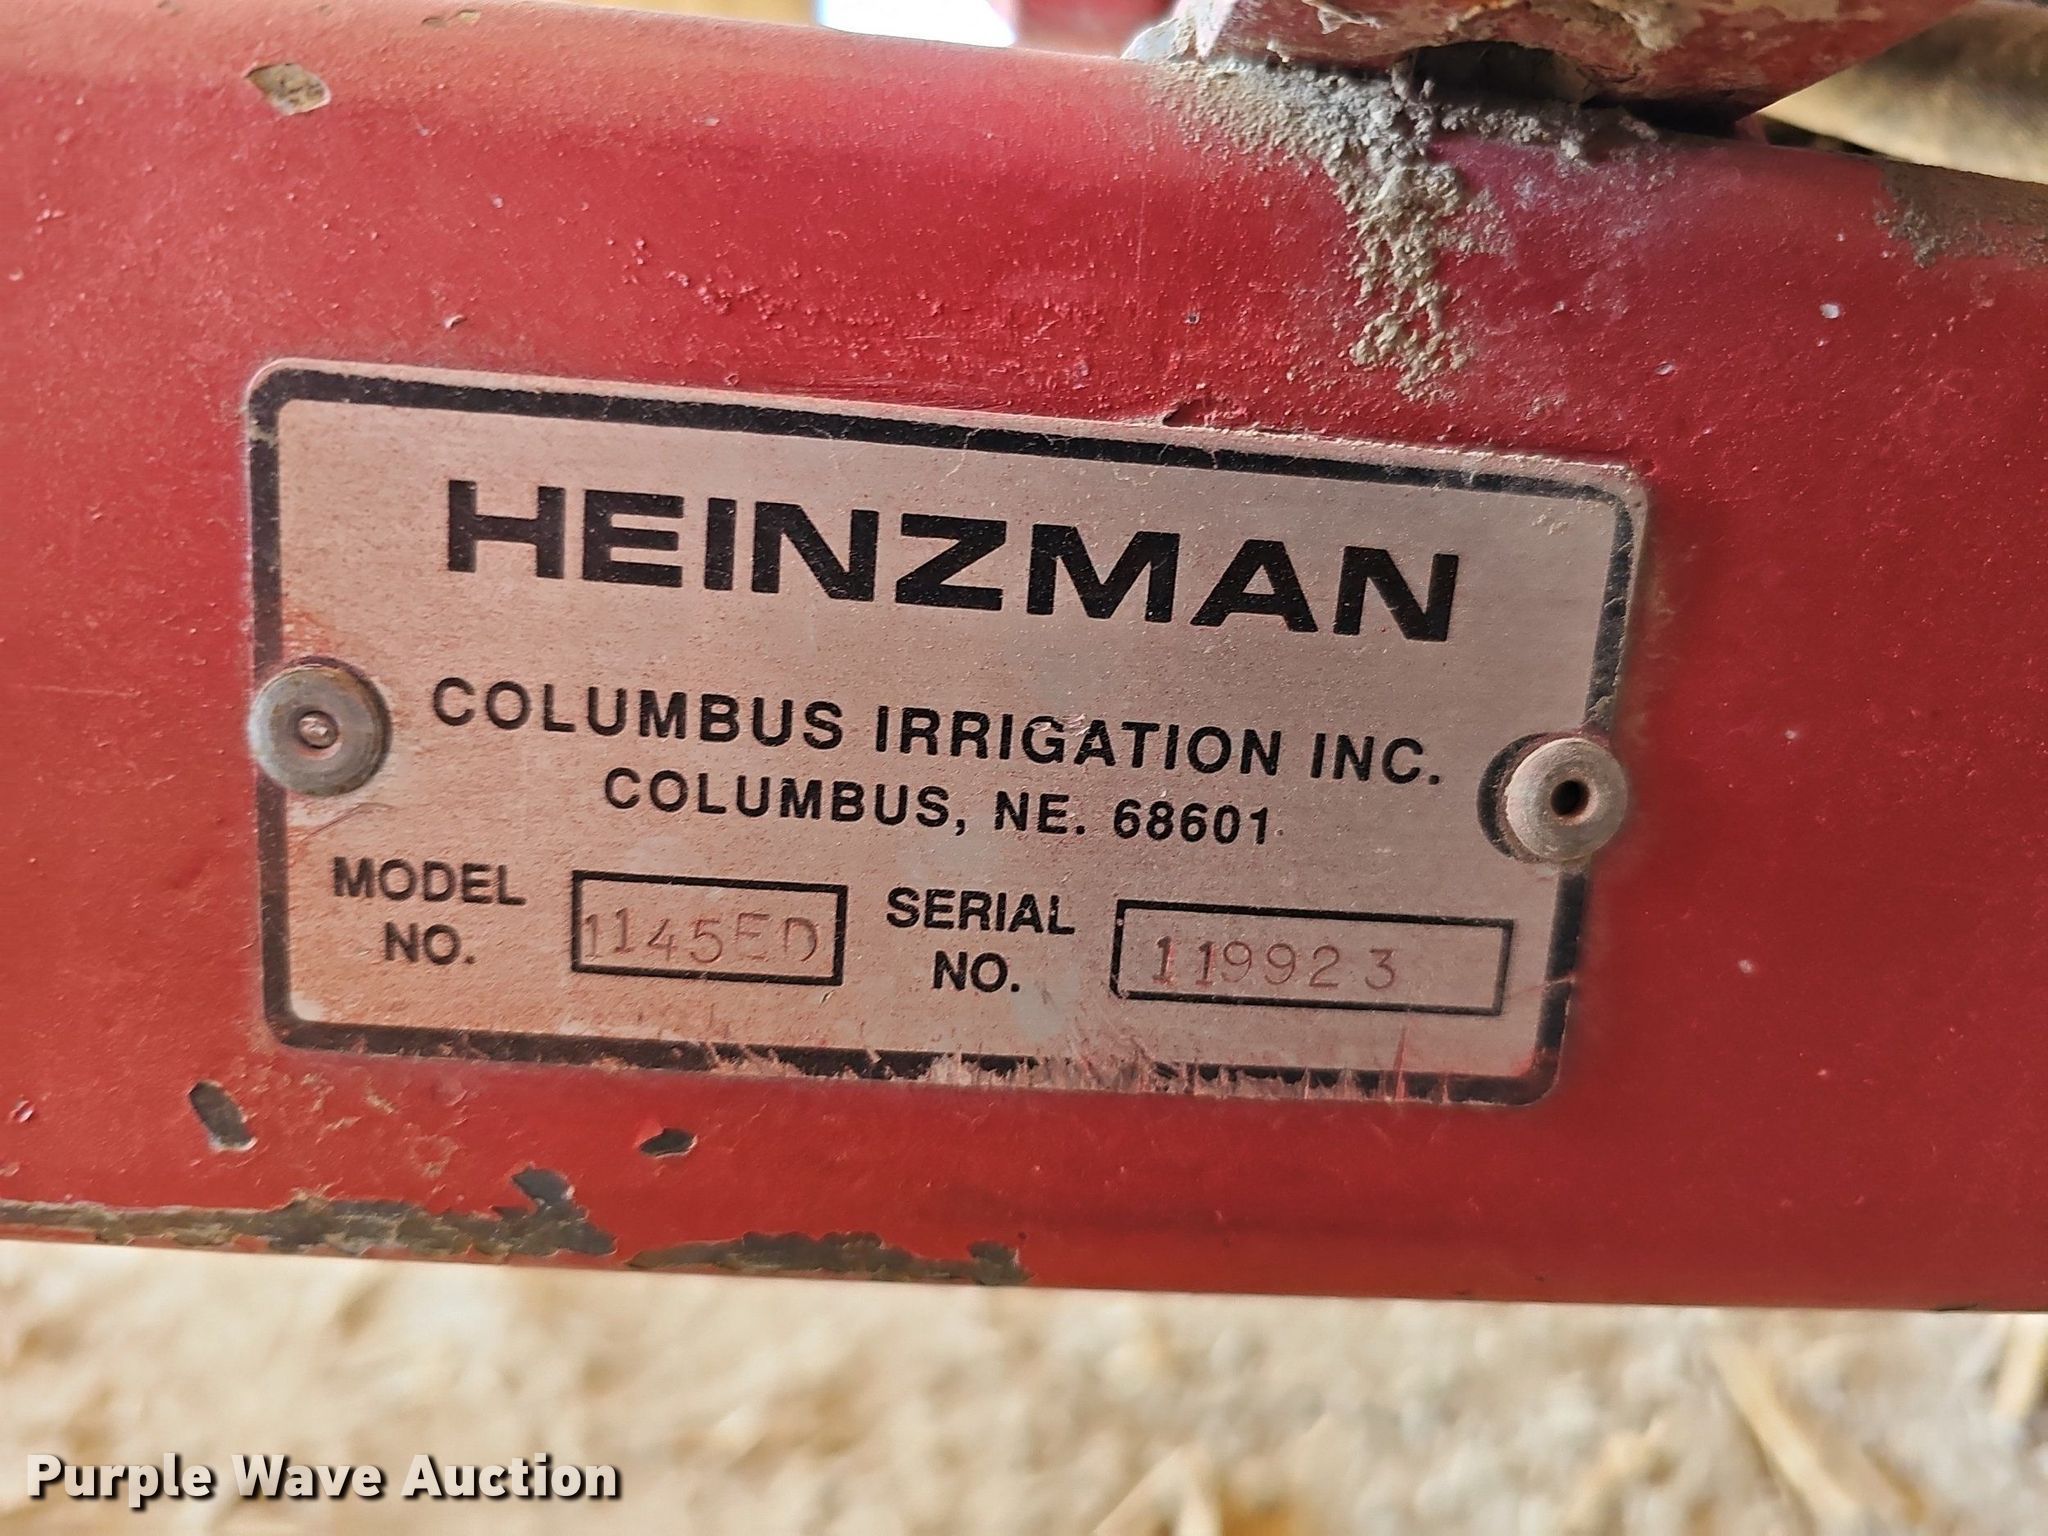 HEINZMAN
COLUMBUS IRRIGATION INC.
COLUMBUS, NE. 68601
MODEL NO. 1145ED
SERIAL NO. 119923
Purple Wave Auction